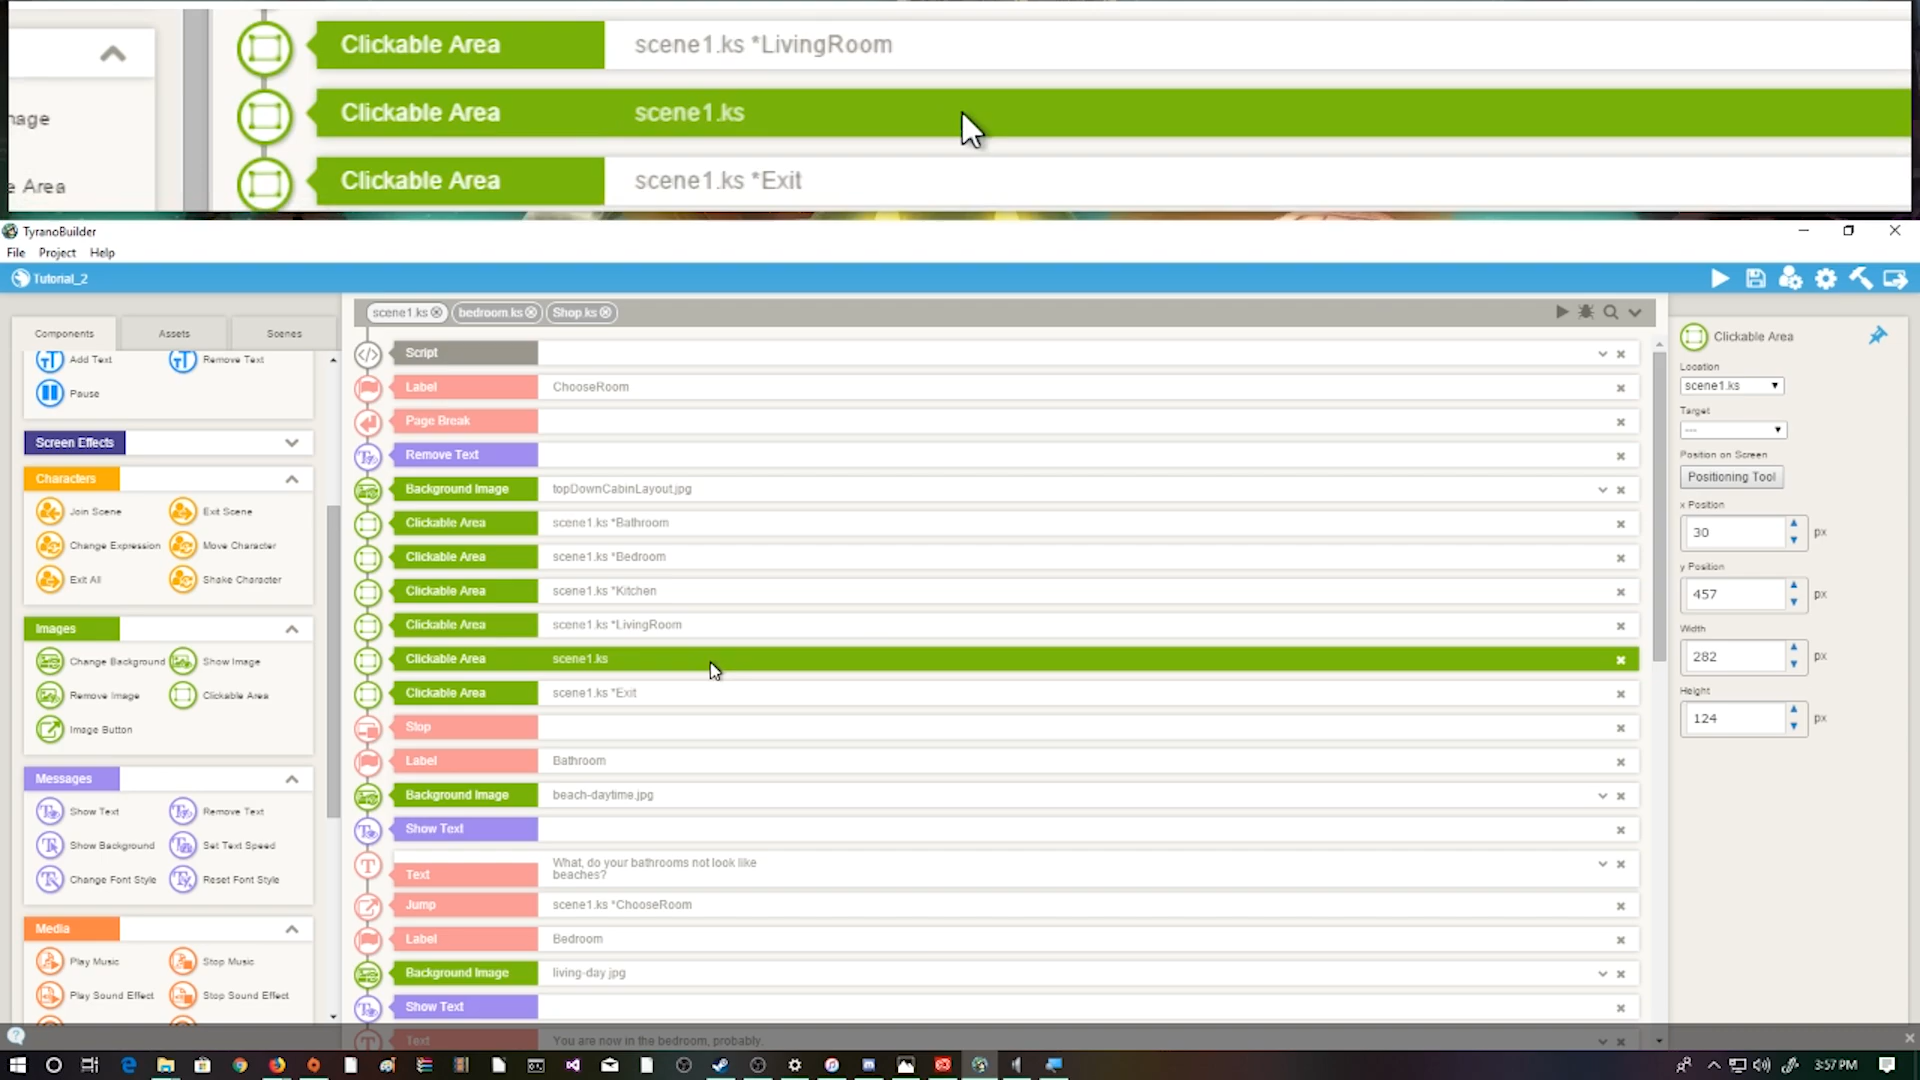 Clickable Area scene1.ks *LivingRoom
Clickable Area scene1.ks
Clickable Area scene1.ks *Exit
e Area
TyranoBuilder
File Project Help
Tutorial_2
Components Assets Scenes
Add Text Remove Text
Pause
Screen Effects
Characters
Join Scene Exit Scene
Change Expression Move Character
Exit All Shake Character
Images
Change Background Show Image
Remove Image Clickable Area
Image Button
Messages
Show Text Remove Text
Show Background Set Text Speed
Change Font Style Reset Font Style
Media
Play Music Stop Music
Play Sound Effect Stop Sound Effect
scene1.ks bedroom.ks Shop.ks
Script
Label ChooseRoom
Page Break
Remove Text
Background Image topDownCabinLayout.jpg
Clickable Area scene1.ks *Bathroom
Clickable Area scene1.ks *Bedroom
Clickable Area scene1.ks *Kitchen
Clickable Area scene1.ks *LivingRoom
Clickable Area scene1.ks
Clickable Area scene1.ks *Exit
Stop
Label Bathroom
Background Image beach-daytime.jpg
Show Text
Text What, do your bathrooms not look like
beaches?
Jump scene1.ks *ChooseRoom
Label Bedroom
Background Image living-day.jpg
Show Text
Text You are now in the bedroom, probably.
Clickable Area
Location
scene1.ks
Target
---
Position on Screen
Positioning Tool
x Position
30 px
y Position
457 px
Width
282 px
Height
124 px
3:57 PM